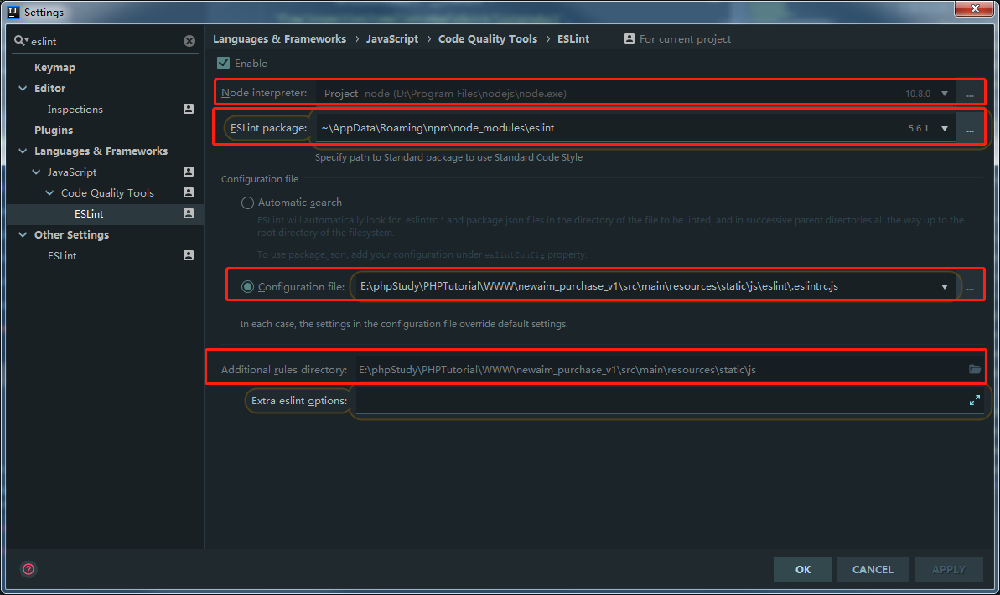 Settings
eslint
Keymap
Editor
Inspections
Plugins
Languages & Frameworks
JavaScript
Code Quality Tools
ESLint
Other Settings
ESLint
Languages & Frameworks › JavaScript › Code Quality Tools › ESLint For current project
Enable
Node interpreter: Project node (D:\Program Files\nodejs\node.exe) 10.8.0 ...
ESLint package: ~\AppData\Roaming\npm\node_modules\eslint 5.6.1 ...
Specify path to Standard package to use Standard Code Style
Configuration file
Automatic search
ESLint will automatically look for .eslintrc.* and package.json files in the directory of the file to be linted, and in successive parent directories all the way up to the
root directory of the filesystem.
To use package.json, add your configuration under eslintConfig property.
Configuration file: E:\phpStudy\PHPTutorial\WWW\newaim_purchase_v1\src\main\resources\static\js\eslint\.eslintrc.js ...
In each case, the settings in the configuration file override default settings.
Additional rules directory: E:\phpStudy\PHPTutorial\WWW\newaim_purchase_v1\src\main\resources\static\js
Extra eslint options:
OK CANCEL APPLY